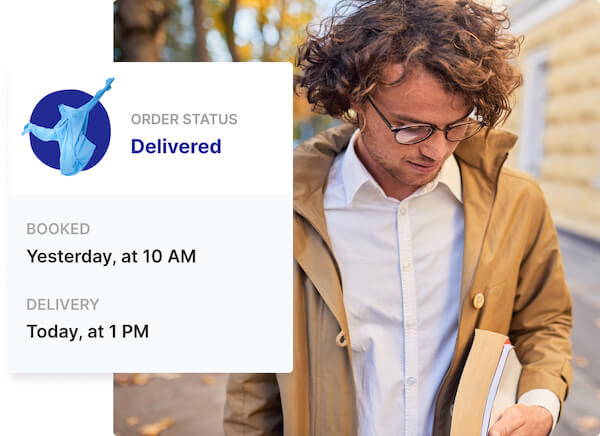 ORDER STATUS
Delivered
BOOKED
Yesterday, at 10 AM
DELIVERY
Today, at 1 PM